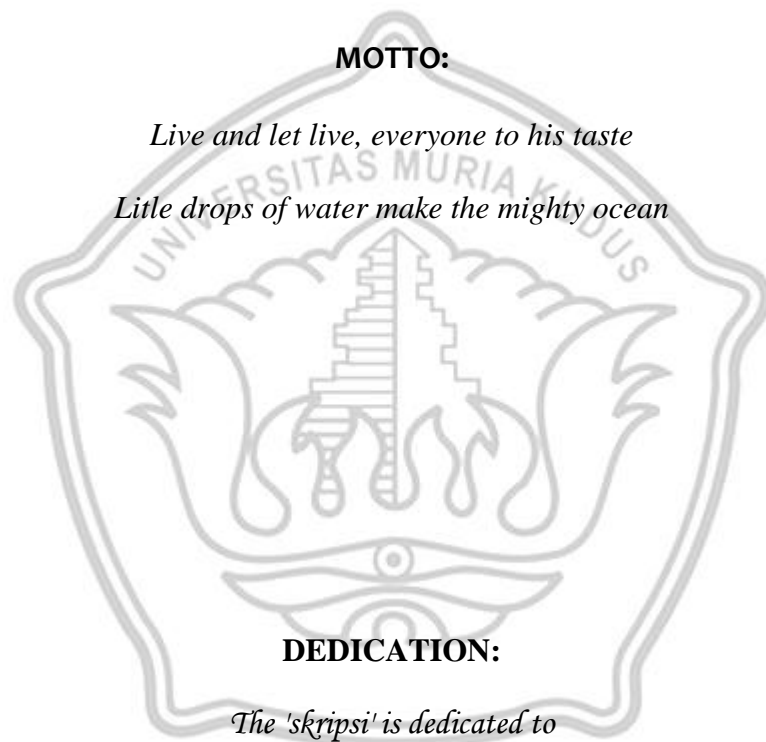 MOTTO:
Live and let live, everyone to his taste
Litle drops of water make the mighty ocean
UNIVERSITAS MURIA KUDUS
DEDICATION:
The 'skripsi' is dedicated to